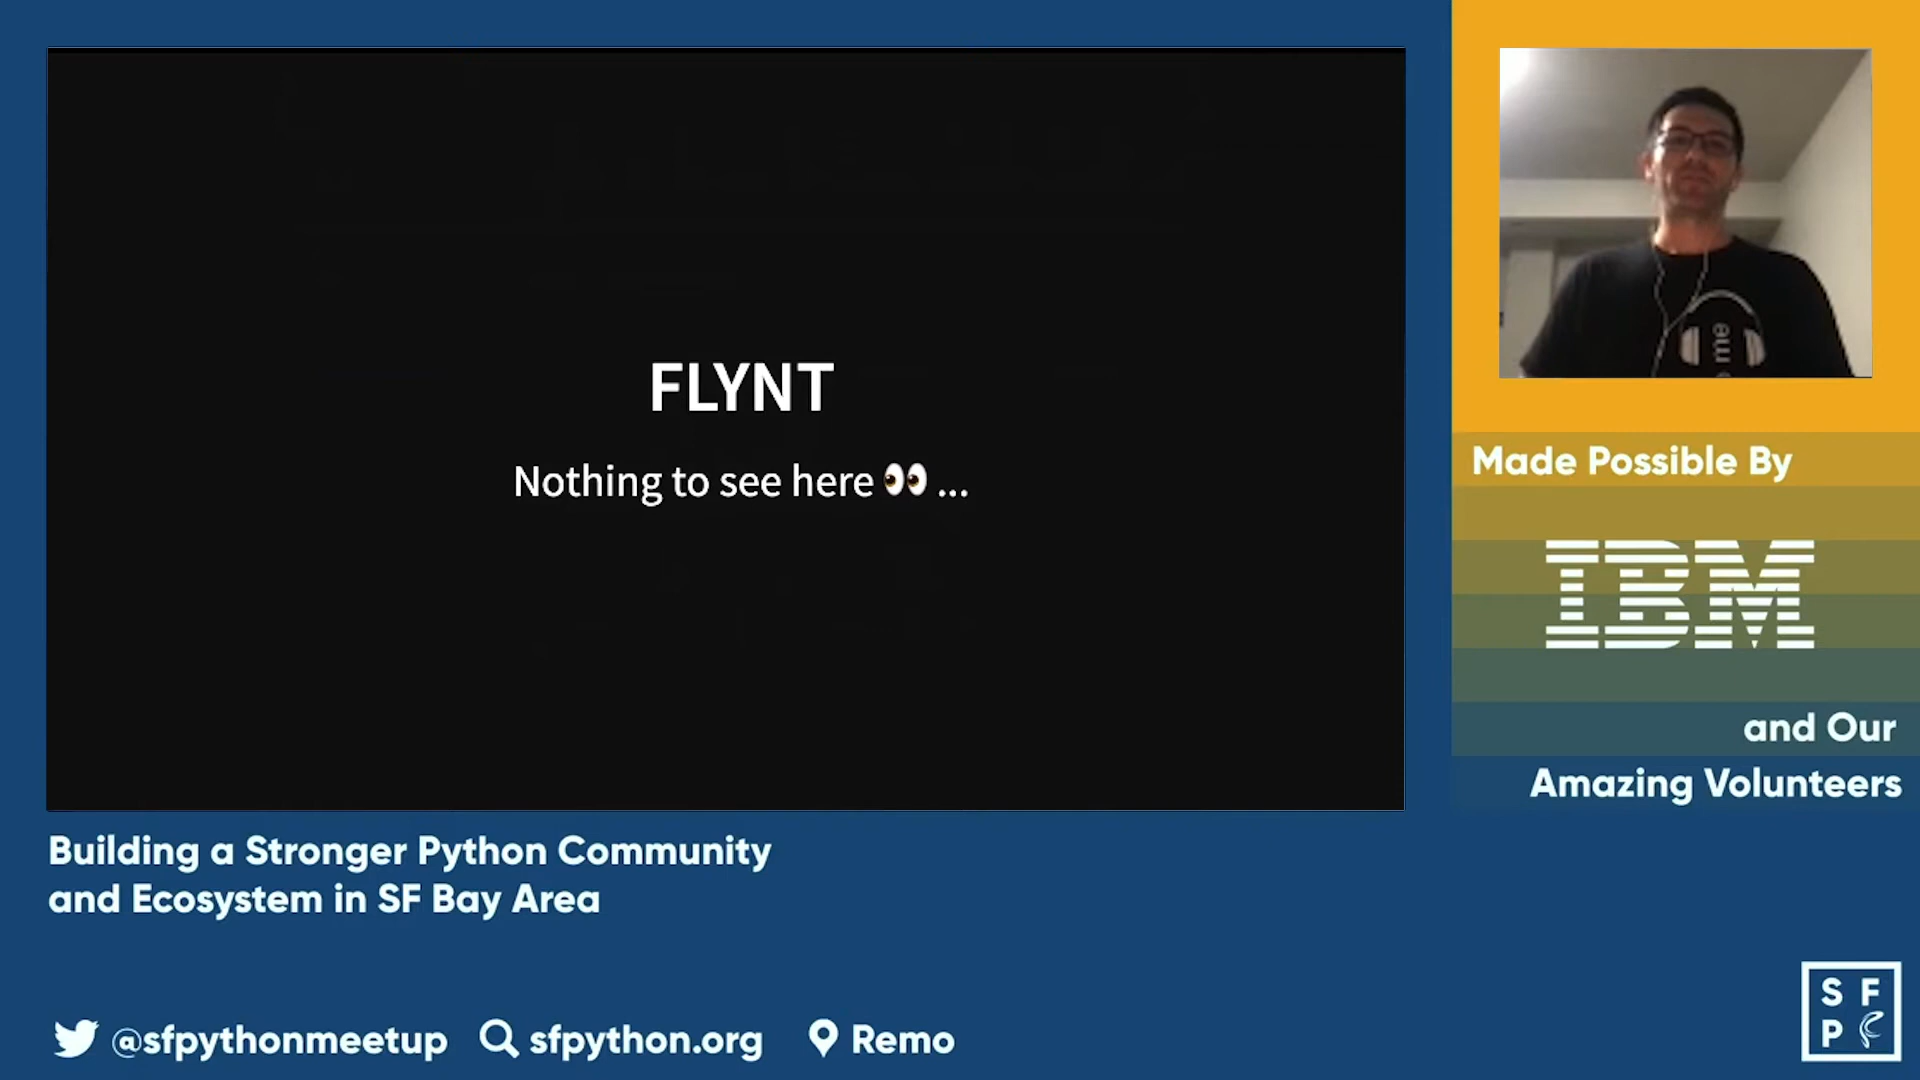 FLYNT
Nothing to see here 👀 ...
me
Made Possible By
IBM
and Our
Amazing Volunteers
Building a Stronger Python Community
and Ecosystem in SF Bay Area
@sfpythonmeetup
sfpython.org
Remo
S F
P